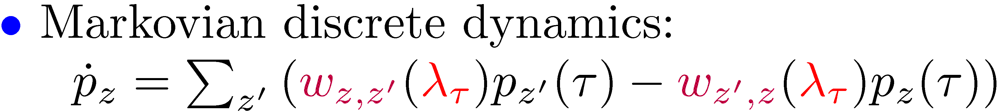 • Markovian discrete dynamics:
ṗ_z = ∑_{z′} (w_{z,z′}(λ_τ)p_{z′}(τ) − w_{z′,z}(λ_τ)p_z(τ))